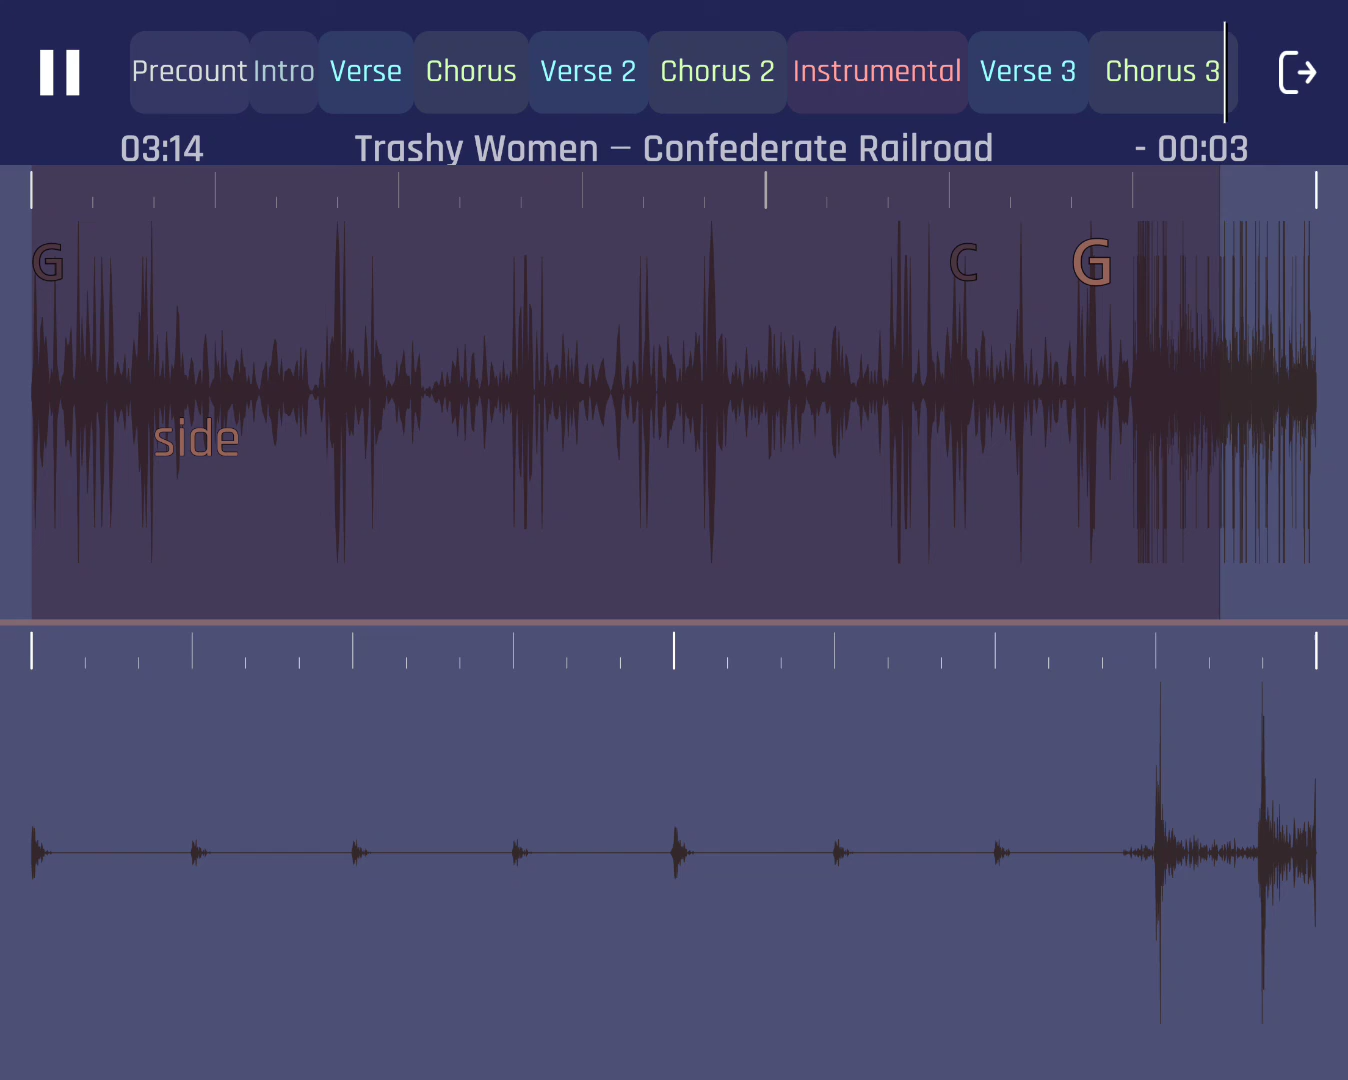 Precount Intro Verse Chorus Verse 2 Chorus 2 Instrumental Verse 3 Chorus 3
03:14 Trashy Women – Confederate Railroad - 00:03
G C G
side